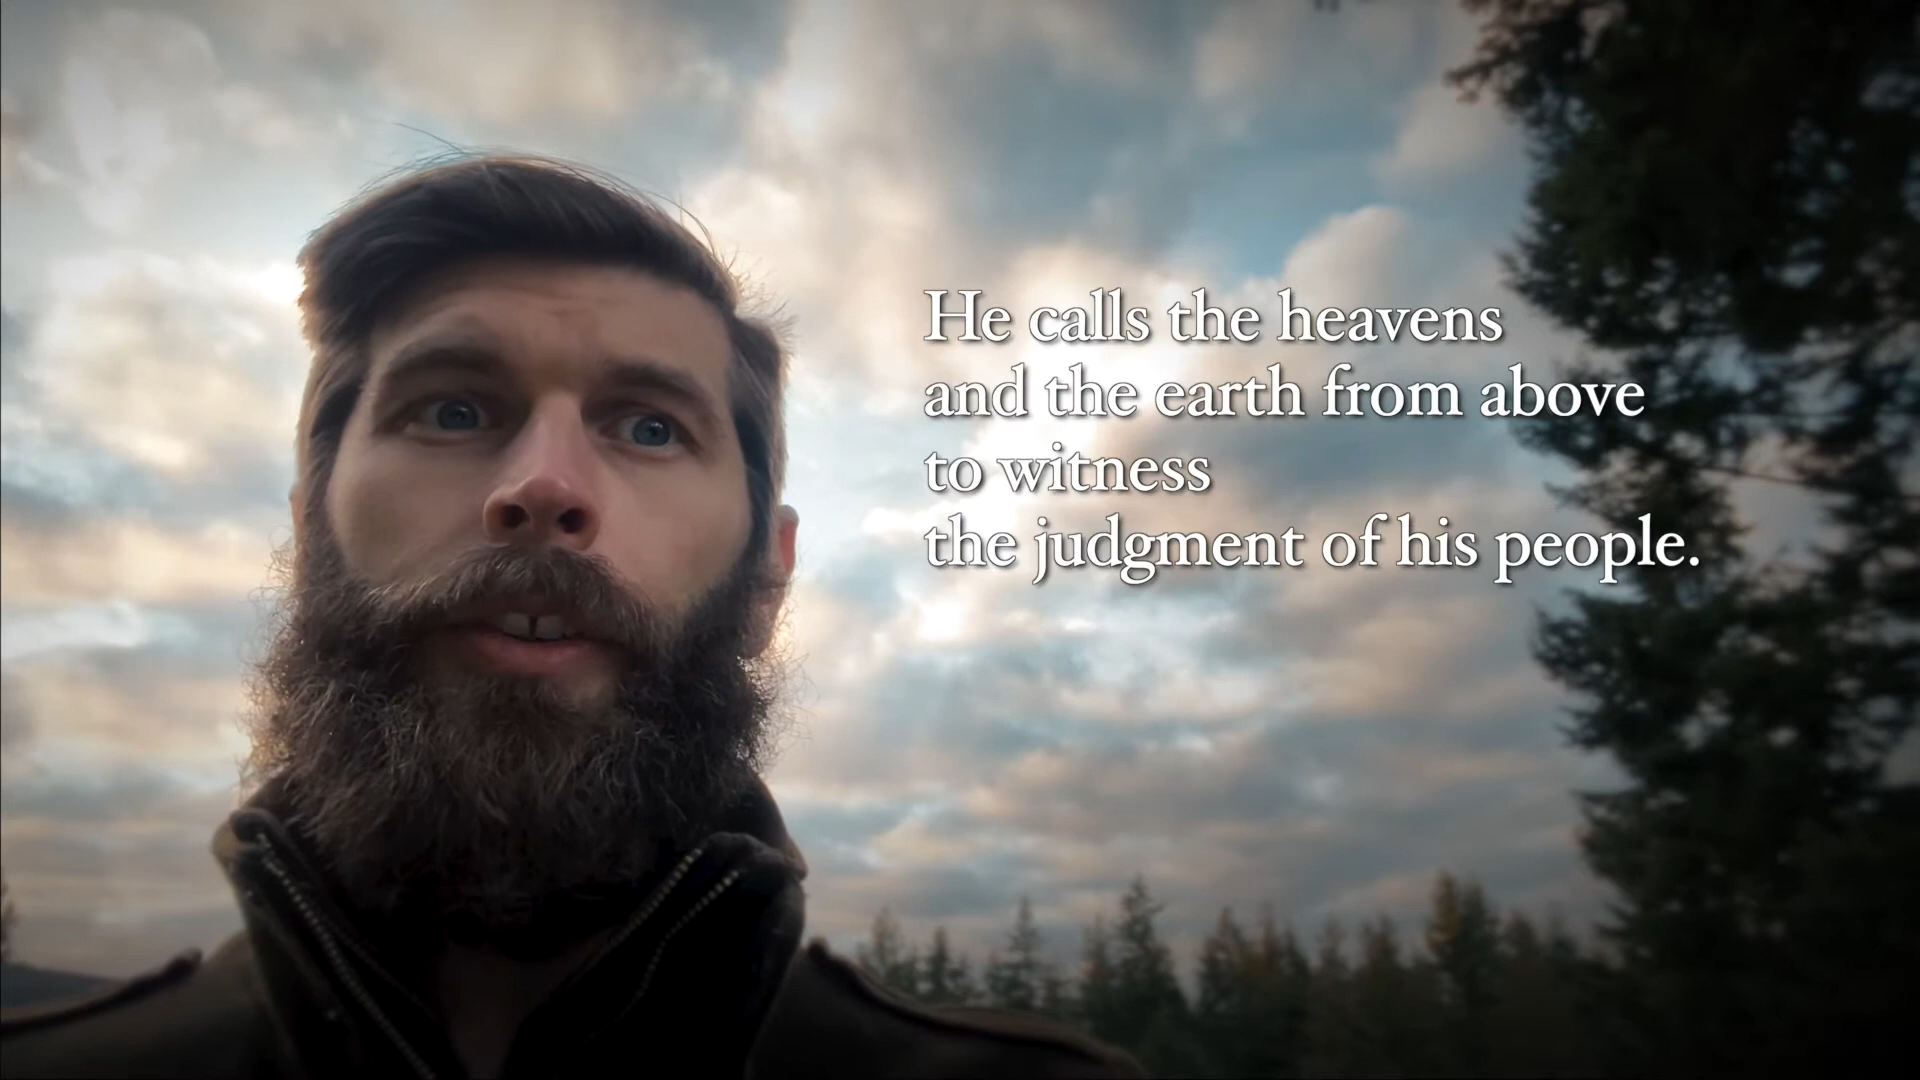 He calls the heavens
and the earth from above
to witness
the judgment of his people.